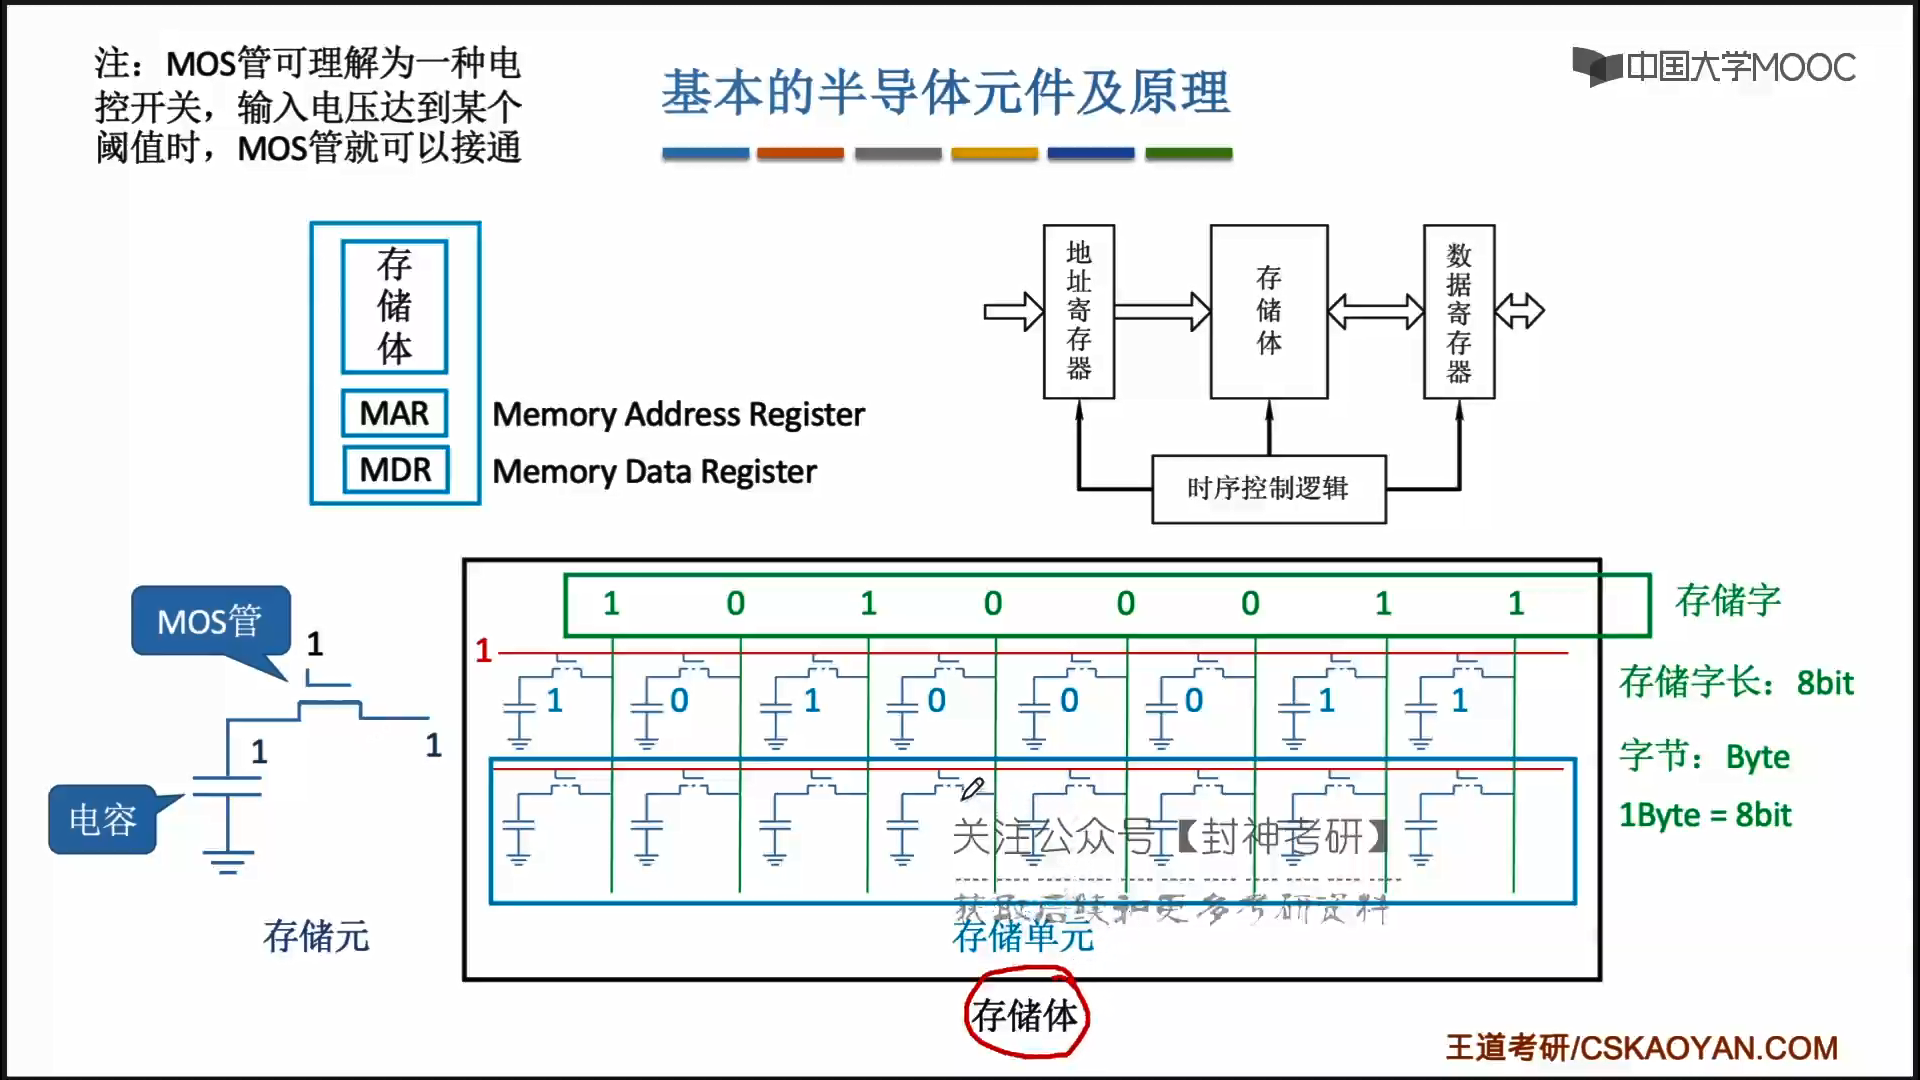 注：MOS管可理解为一种电
控开关，输入电压达到某个
阈值时，MOS管就可以接通
基本的半导体元件及原理
中国大学MOOC
存
储
体
MAR
Memory Address Register
MDR
Memory Data Register
地
址
寄
存
器
存
储
体
数
据
寄
存
器
时序控制逻辑
MOS管
1
1
1
电容
存储元
1 0 1 0 0 0 1 1
存储字
1
1 0 1 0 0 0 1 1
存储字长：8bit
字节：Byte
1Byte = 8bit
关注公众号【封神考研】
获取后续和更多考研资料
存储单元
存储体
王道考研/CSKAOYAN.COM